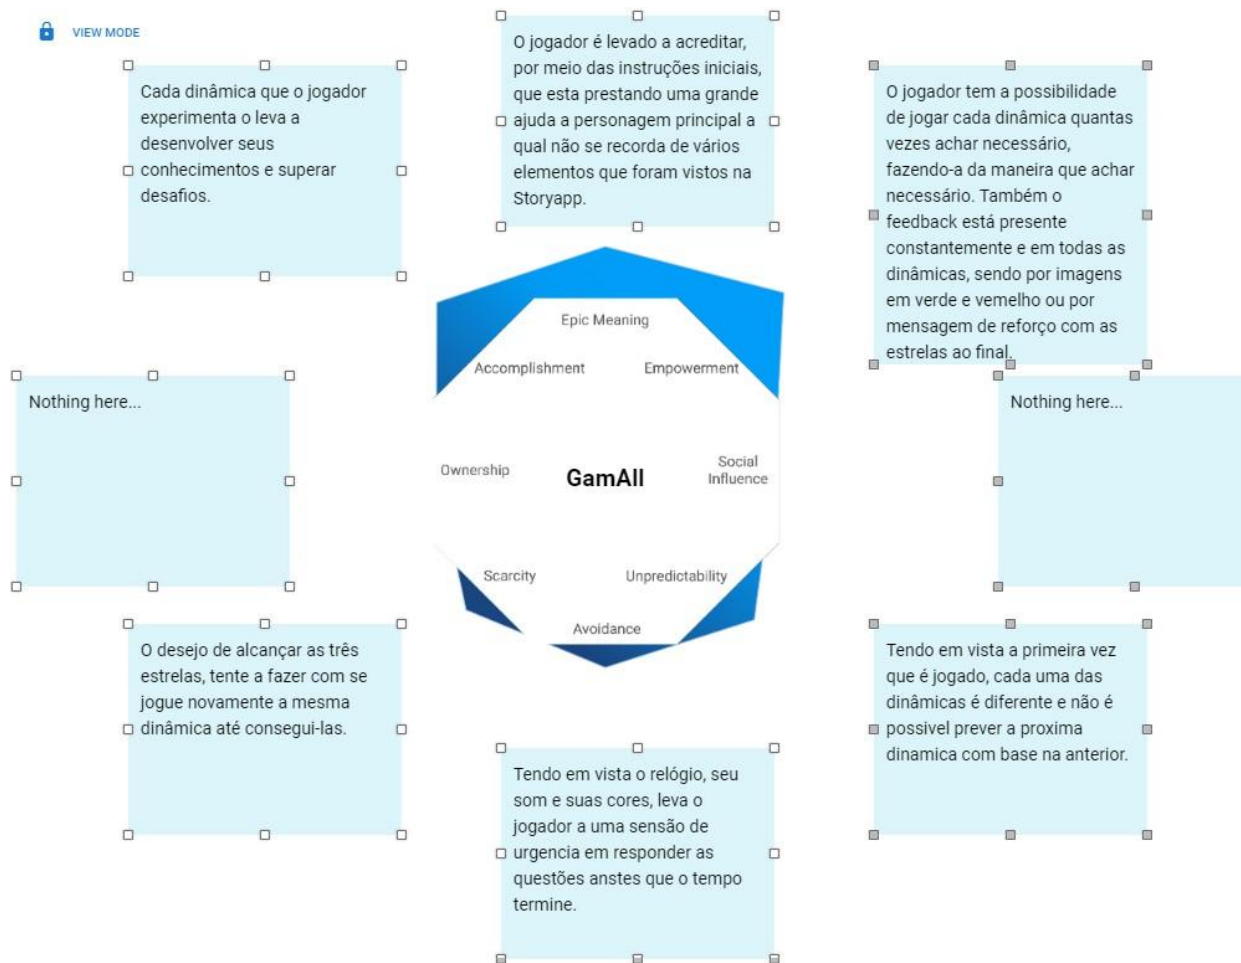 VIEW MODE
Cada dinâmica que o jogador
experimenta o leva a
desenvolver seus
conhecimentos e superar
desafios.
O jogador é levado a acreditar,
por meio das instruções iniciais,
que esta prestando uma grande
ajuda a personagem principal a
qual não se recorda de vários
elementos que foram vistos na
Storyapp.
O jogador tem a possibilidade
de jogar cada dinâmica quantas
vezes achar necessário,
fazendo-a da maneira que achar
necessário. Também o
feedback está presente
constantemente e em todas as
dinâmicas, sendo por imagens
em verde e vemelho ou por
mensagem de reforço com as
estrelas ao final.
Nothing here...
Epic Meaning
Accomplishment
Empowerment
Ownership
GamAll
Social
Influence
Scarcity
Unpredictability
Avoidance
Nothing here...
O desejo de alcançar as três
estrelas, tente a fazer com se
jogue novamente a mesma
dinâmica até consegui-las.
Tendo em vista o relógio, seu
som e suas cores, leva o
jogador a uma sensão de
urgencia em responder as
questões anstes que o tempo
termine.
Tendo em vista a primeira vez
que é jogado, cada uma das
dinâmicas é diferente e não é
possivel prever a proxima
dinamica com base na anterior.